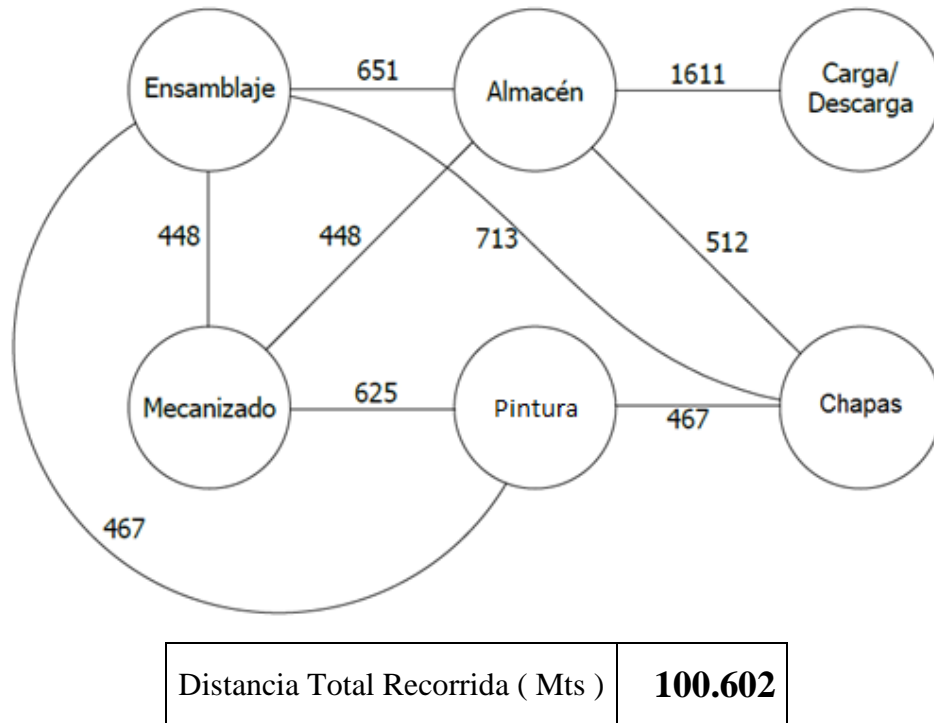 651
1611
Ensamblaje
Almacén
Carga/
Descarga
448
448
713
512
625
Mecanizado
Pintura
467
Chapas
467
Distancia Total Recorrida ( Mts ) 100.602